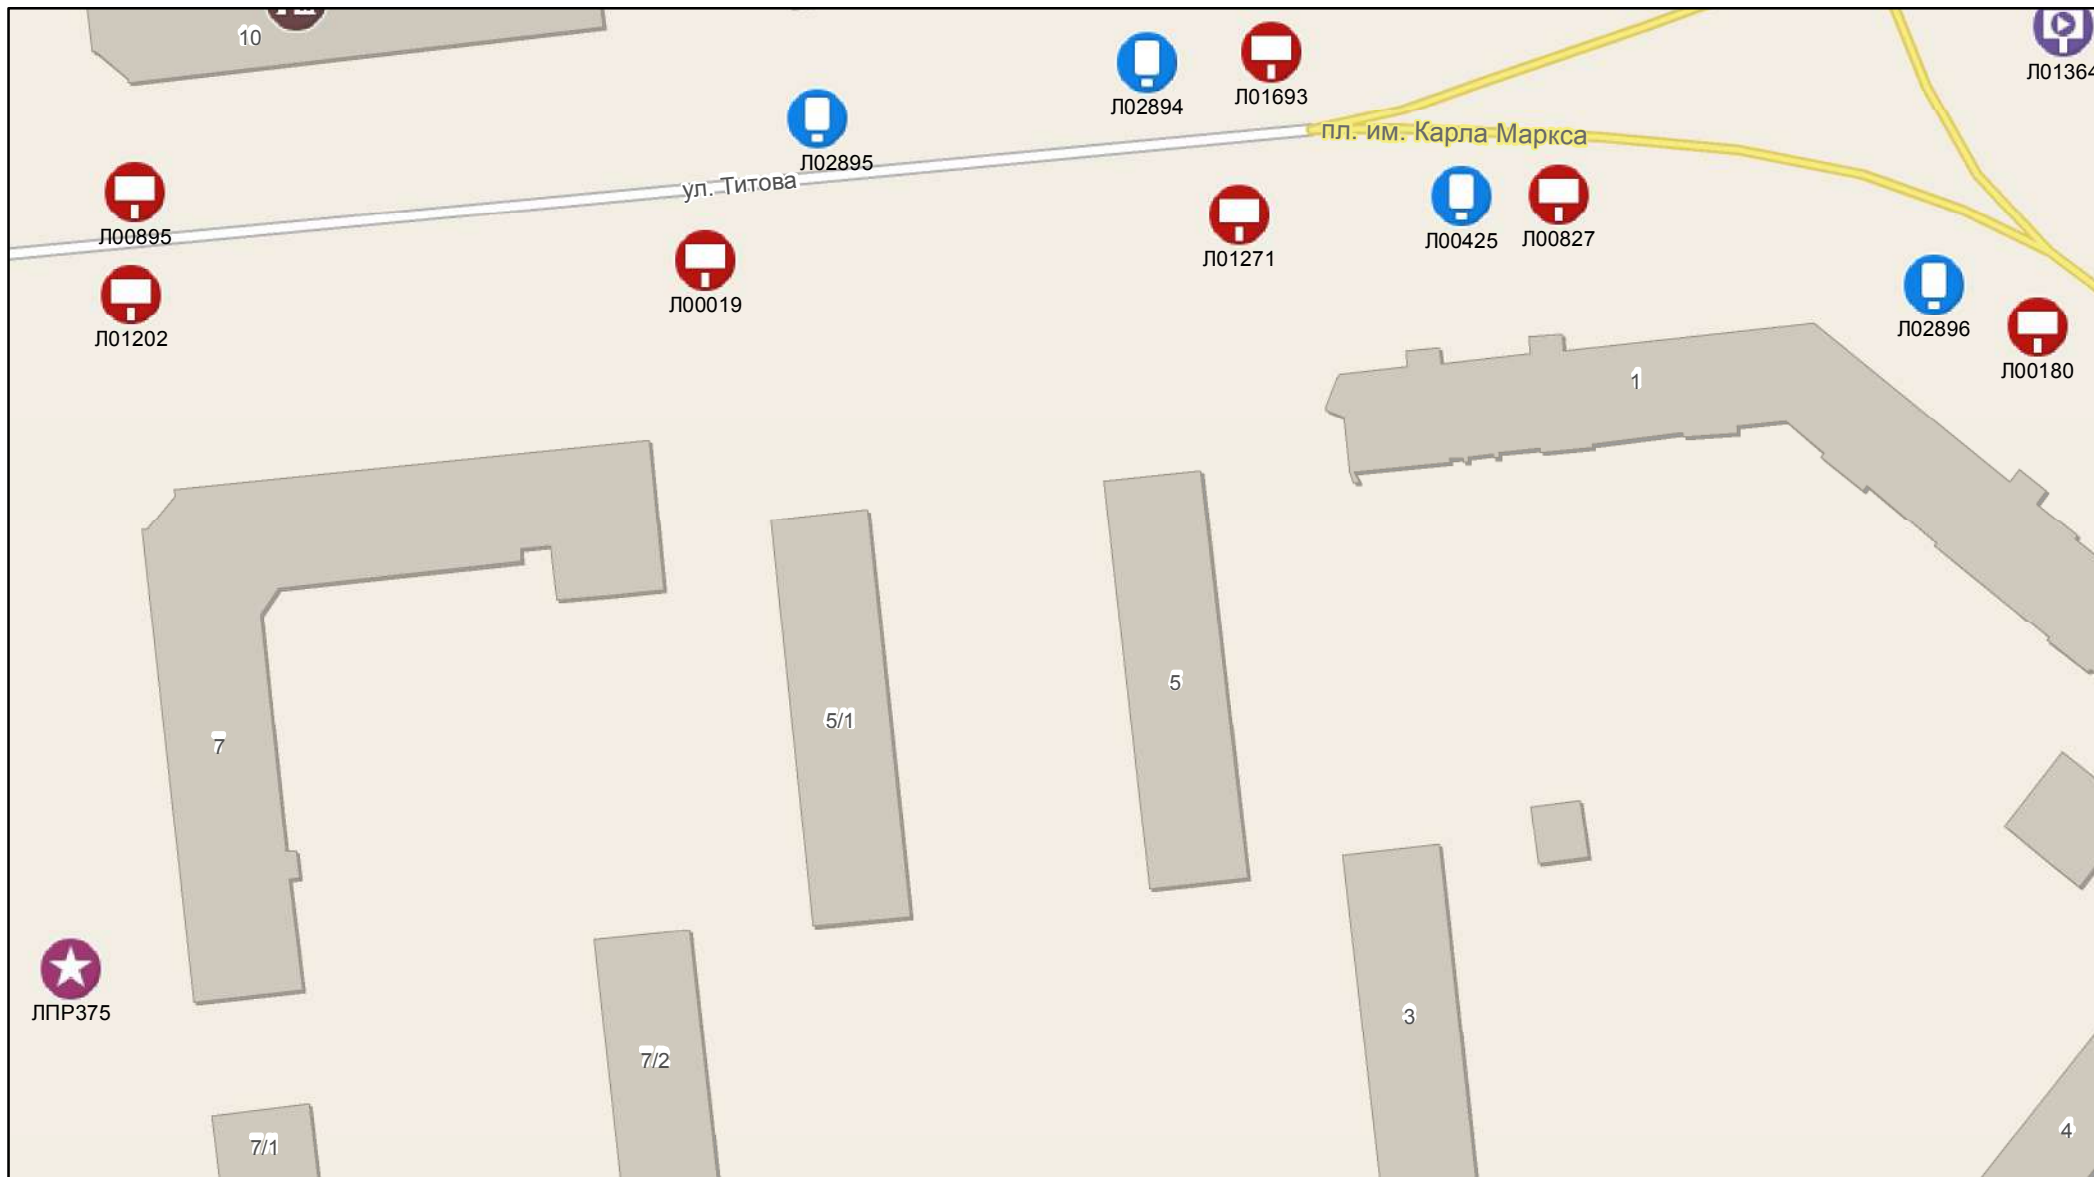 10
Л02894
Л01693
Л01364
Л02895
пл. им. Карла Маркса
ул. Титова
Л00895
Л01271
Л00425
Л00827
Л01202
Л00019
Л02896
Л00180
1
5
5/1
7
ЛПР375
7/2
3
7/1
4